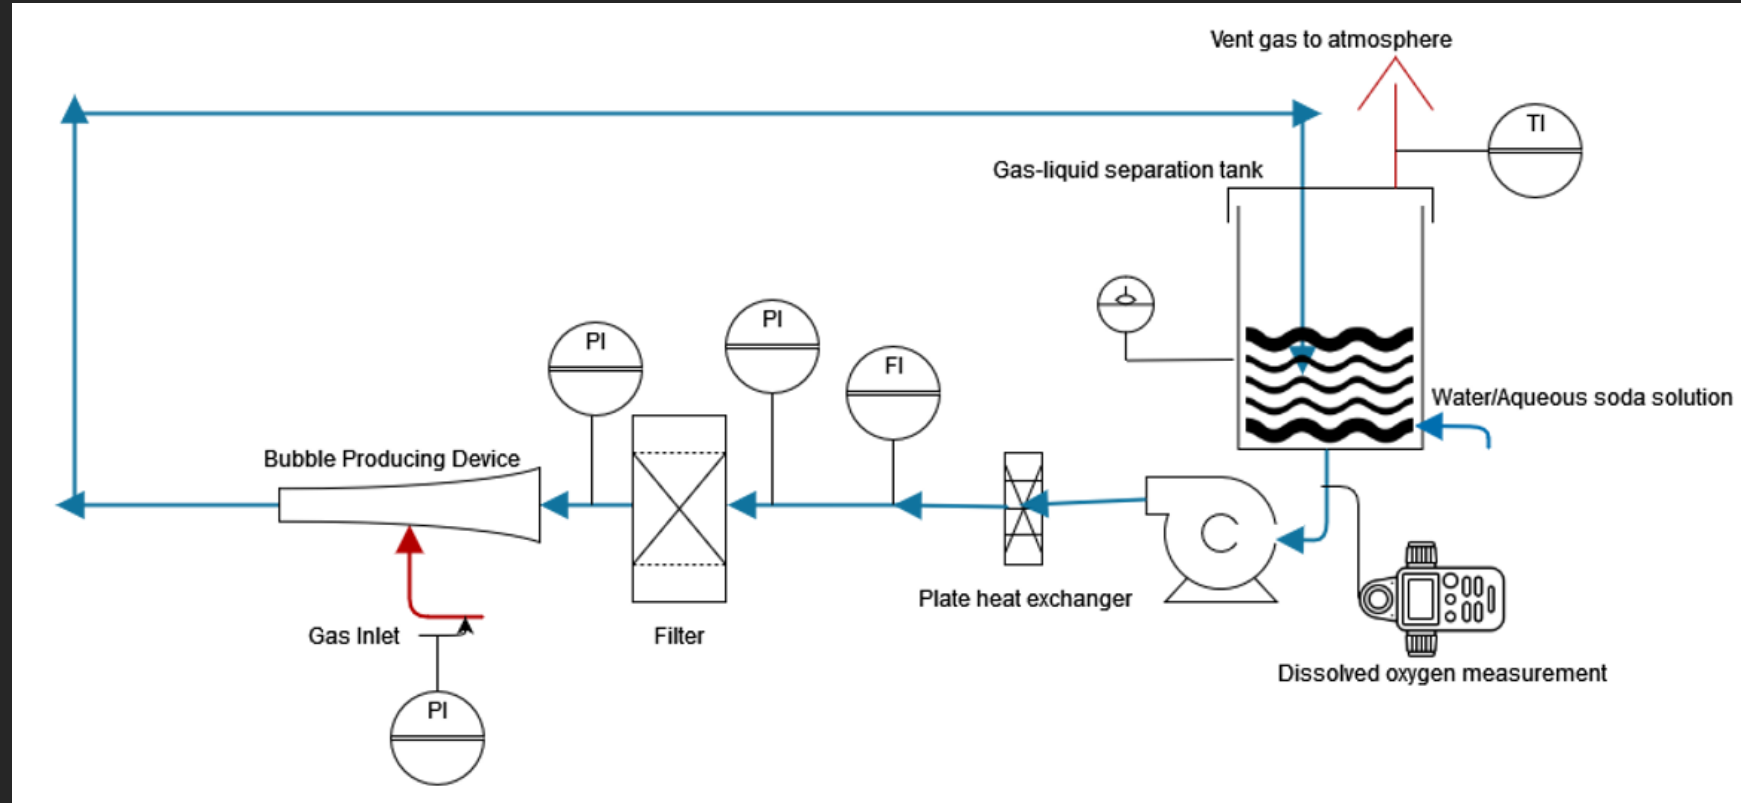 Vent gas to atmosphere
TI
Gas-liquid separation tank
PI
PI
FI
Water/Aqueous soda solution
Bubble Producing Device
Plate heat exchanger
Gas Inlet
Filter
Dissolved oxygen measurement
PI